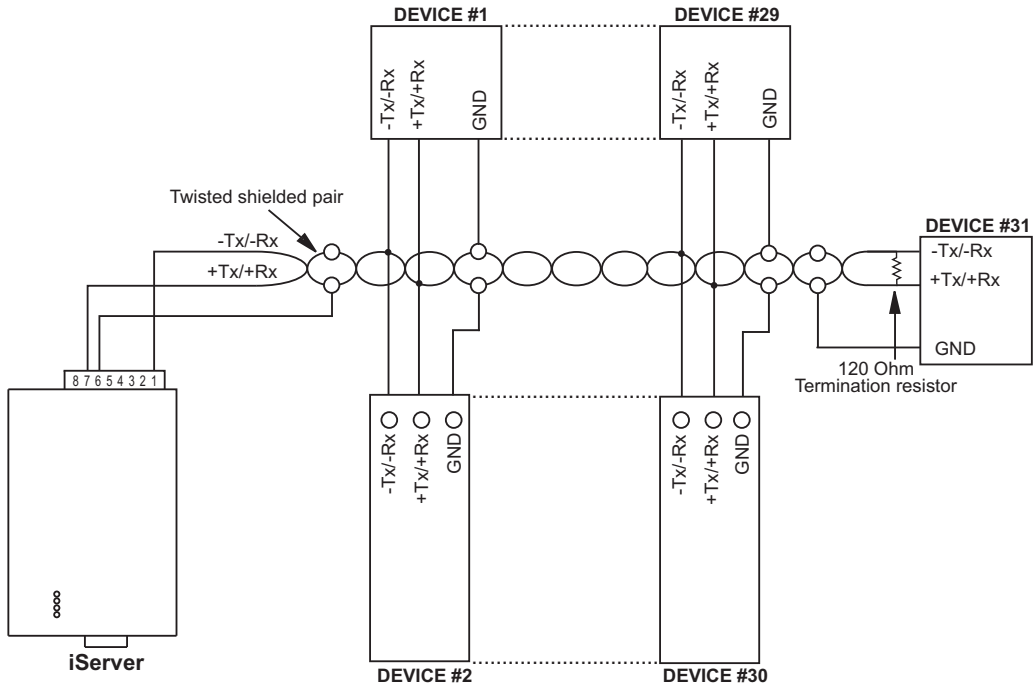 DEVICE #1
DEVICE #29
-Tx/-Rx
+Tx/+Rx
GND
-Tx/-Rx
+Tx/+Rx
GND
Twisted shielded pair
-Tx/-Rx
+Tx/+Rx
DEVICE #31
-Tx/-Rx
+Tx/+Rx
GND
120 Ohm
Termination resistor
8 7 6 5 4 3 2 1
-Tx/-Rx
+Tx/+Rx
GND
-Tx/-Rx
+Tx/+Rx
GND
iServer
DEVICE #2
DEVICE #30